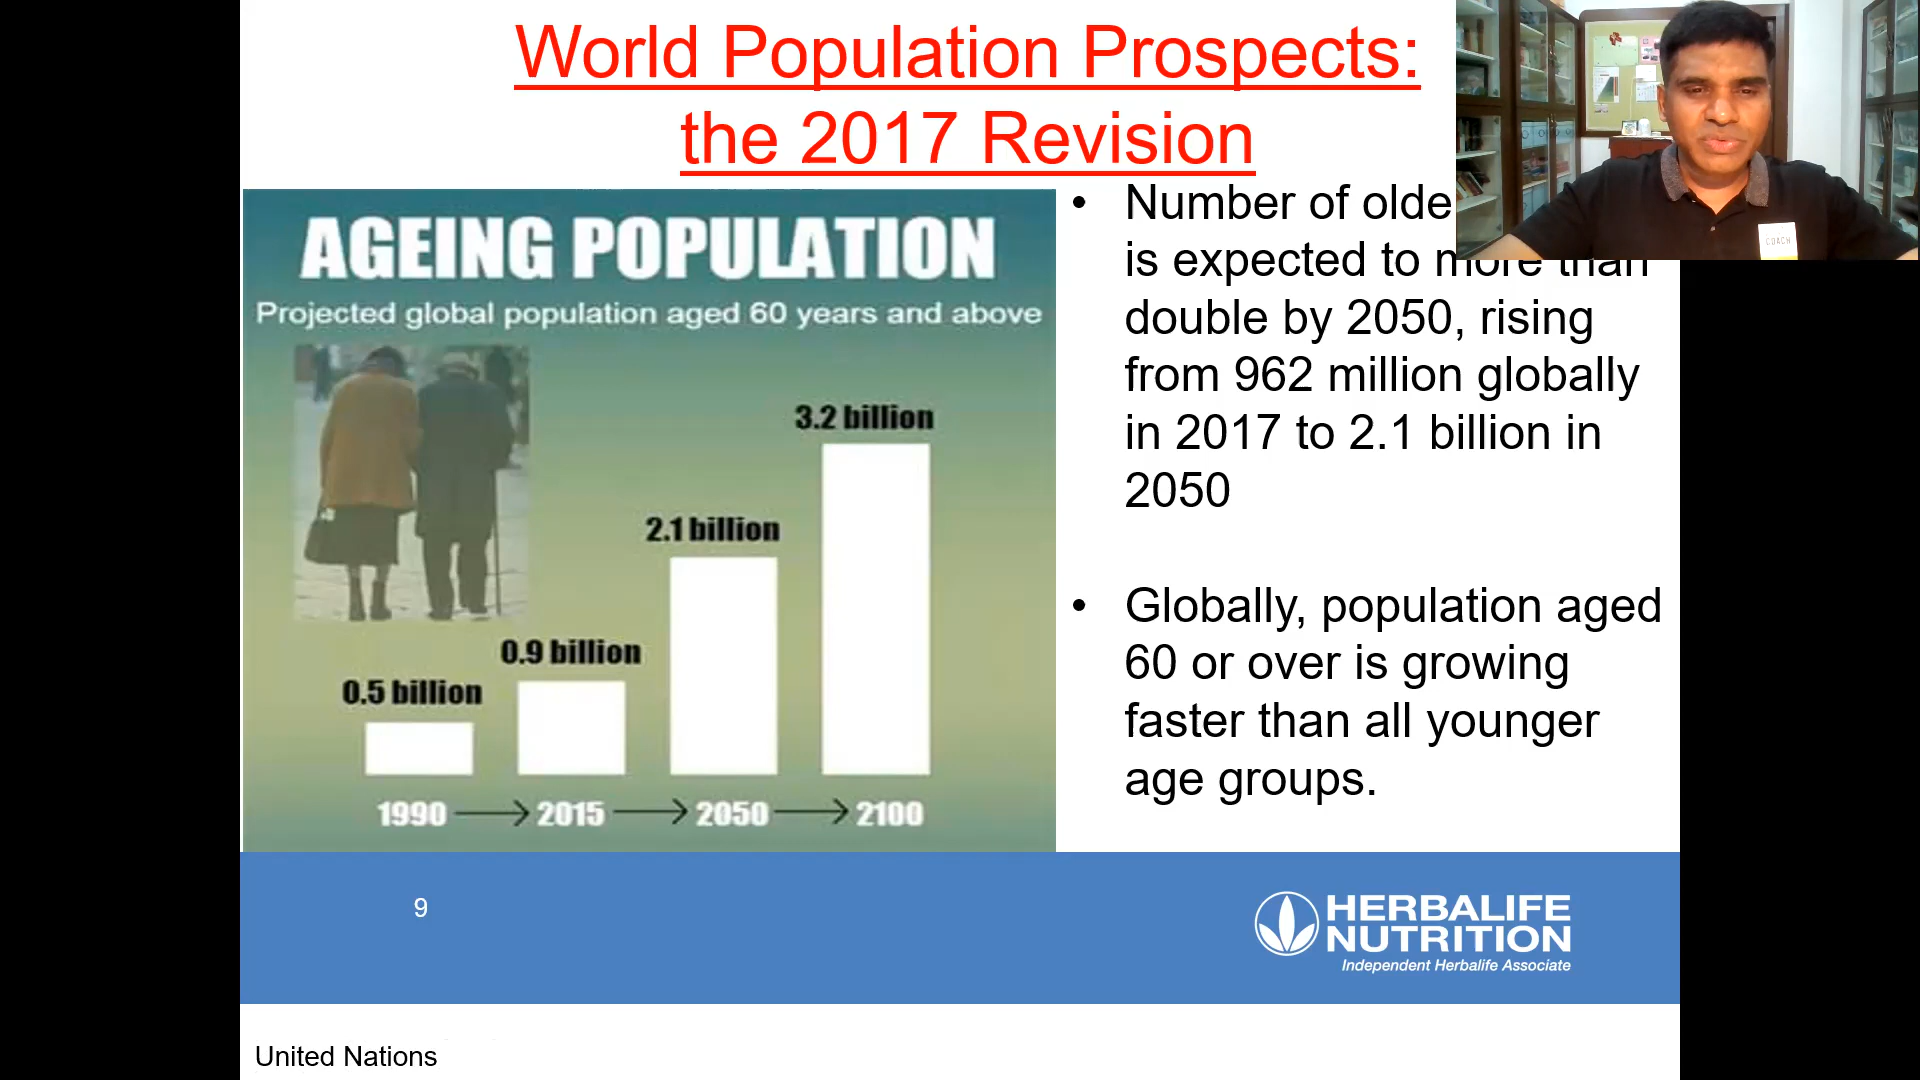 World Population Prospects:
the 2017 Revision
AGEING POPULATION
Projected global population aged 60 years and above
3.2 billion
2.1 billion
0.9 billion
0.5 billion
1990
2015
2050
2100
• Number of
is expected to more than
double by 2050, rising
from 962 million globally
in 2017 to 2.1 billion in
2050
• Globally, population aged
60 or over is growing
faster than all younger
age groups.
COACH
9
HERBALIFE
NUTRITION
Independent Herbalife Associate
United Nations